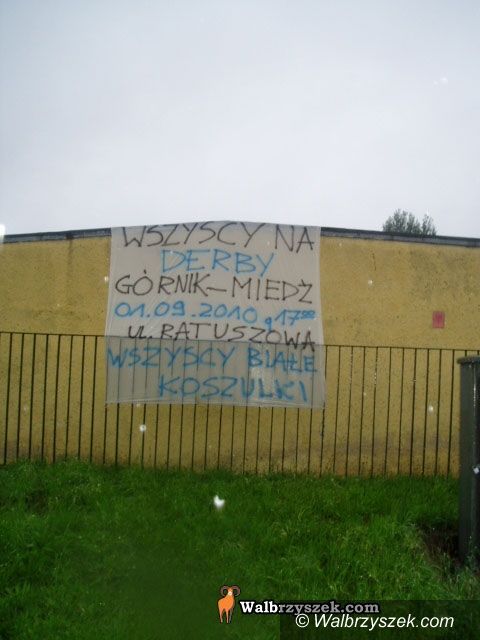 WSZYSCY NA
DERBY
GÓRNIK-MIEDŹ
01.09.2010 g.17⁰⁰
ul. RATUSZOWA
WSZYSCY BIAŁE
KOSZULKI
Walbrzyszek.com
© Walbrzyszek.com